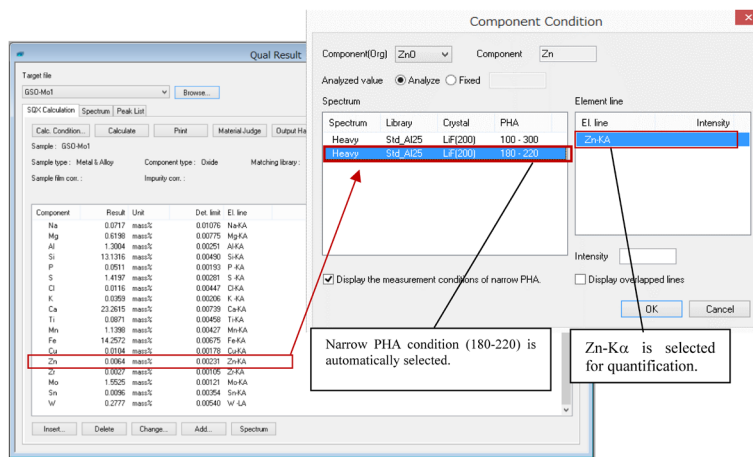 Qual Result
Target file
GSO-Mo1
Browse...
SQX Calculation Spectrum Peak List
Calc. Condition... Calculate Print Material Judge Output Ha
Sample : GSO-Mo1
Sample type : Metal & Alloy Component type : Oxide Matching library :
Sample film corr. : Impurity corr. :
Component Result Unit Det. limit El. line
Na 0.0717 mass% 0.01076 Na-KA
Mg 0.6198 mass% 0.00775 Mg-KA
Al 1.3004 mass% 0.00251 Al-KA
Si 13.1316 mass% 0.00490 Si-KA
P 0.0511 mass% 0.00193 P -KA
S 1.4197 mass% 0.00281 S -KA
Cl 0.0116 mass% 0.00447 Cl-KA
K 0.0359 mass% 0.00206 K -KA
Ca 23.2615 mass% 0.00739 Ca-KA
Ti 0.0871 mass% 0.00458 Ti-KA
Mn 1.1398 mass% 0.00427 Mn-KA
Fe 14.2572 mass% 0.00675 Fe-KA
Cu 0.0104 mass% 0.00178 Cu-KA
Zn 0.0864 mass% 0.00231 Zn-KA
Zr 0.0027 mass% 0.00105 Zr-KA
Mo 1.5525 mass% 0.00121 Mo-KA
Sn 0.0096 mass% 0.00354 Sn-KA
W 0.2777 mass% 0.00540 W -LA
Insert... Delete Change... Add... Spectrum
Component Condition
Component(Org) ZnO Component Zn
Analyzed value Analyze Fixed
Spectrum Element line
Spectrum Library Crystal PHA
Heavy Std_Al25 LiF(200) 100 - 300
Heavy Std_Al25 LiF(200) 180 - 220
El. line Intensity
Zn-KA
Intensity
Display the measurement conditions of narrow PHA.
Display overlapped lines
OK Cancel
Narrow PHA condition (180-220) is
automatically selected.
Zn-Kα is selected
for quantification.